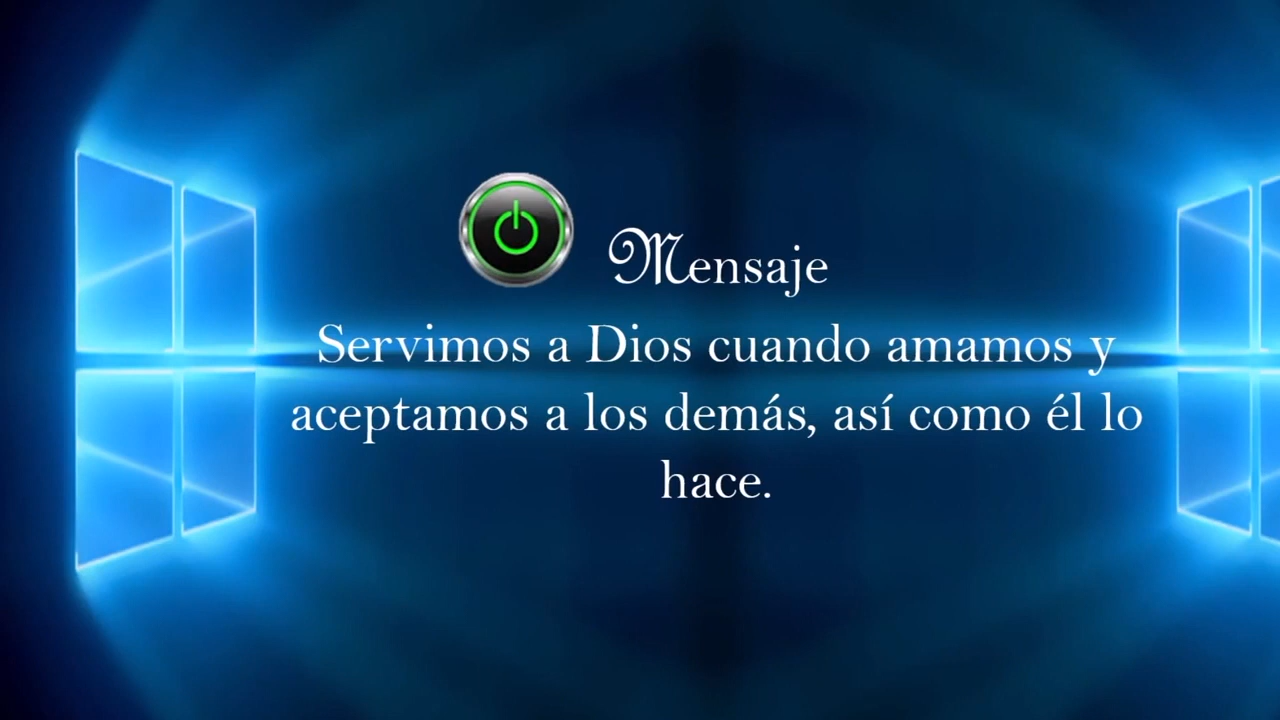 Mensaje
Servimos a Dios cuando amamos y
aceptamos a los demás, así como él lo
hace.